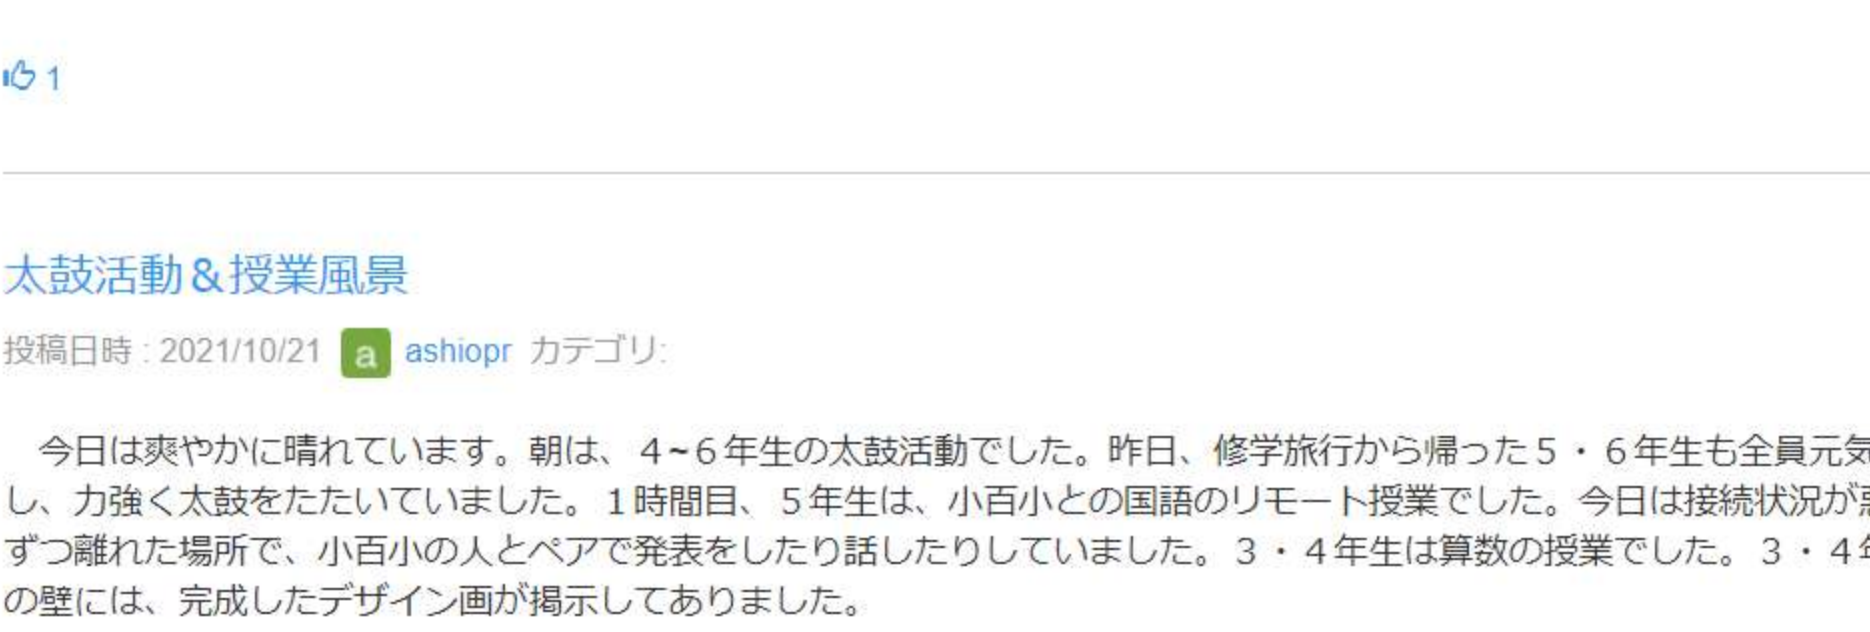 1
太鼓活動＆授業風景
投稿日時 : 2021/10/21 a ashiopr カテゴリ:
今日は爽やかに晴れています。朝は、４~６年生の太鼓活動でした。昨日、修学旅行から帰った５・６年生も全員元気
し、力強く太鼓をたたいていました。１時間目、５年生は、小百小との国語のリモート授業でした。今日は接続状況が
ずつ離れた場所で、小百小の人とペアで発表をしたり話したりしていました。３・４年生は算数の授業でした。３・４年
の壁には、完成したデザイン画が掲示してありました。